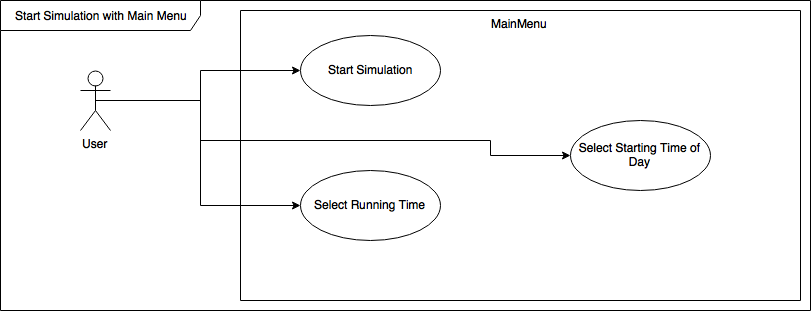 Start Simulation with Main Menu
MainMenu
Start Simulation
User
Select Starting Time of
Day
Select Running Time